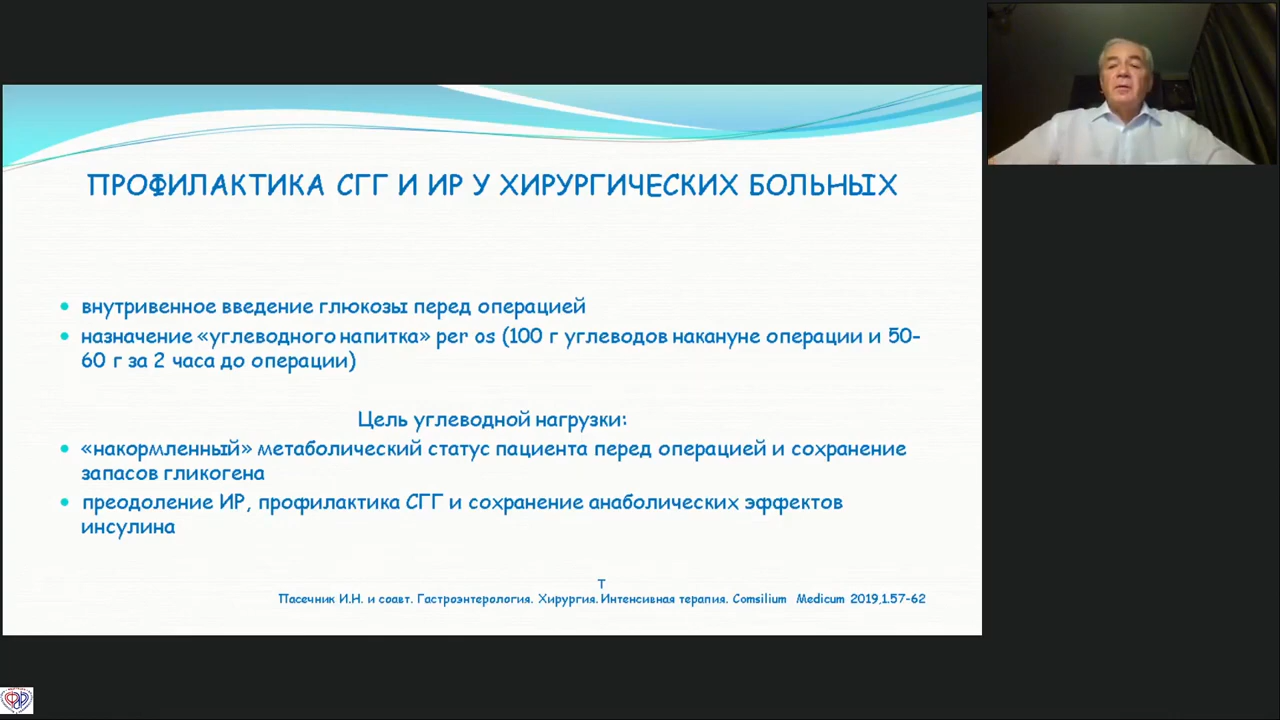 ПРОФИЛАКТИКА СГГ И ИР У ХИРУРГИЧЕСКИХ БОЛЬНЫХ
внутривенное введение глюкозы перед операцией
назначение «углеводного напитка» per os (100 г углеводов накануне операции и 50-
60 г за 2 часа до операции)
Цель углеводной нагрузки:
«накормленный» метаболический статус пациента перед операцией и сохранение
запасов гликогена
преодоление ИР, профилактика СГГ и сохранение анаболических эффектов
инсулина
т
Пасечник И.Н. и соавт. Гастроэнтерология. Хирургия. Интенсивная терапия. Comsilium Medicum 2019,1.57-62